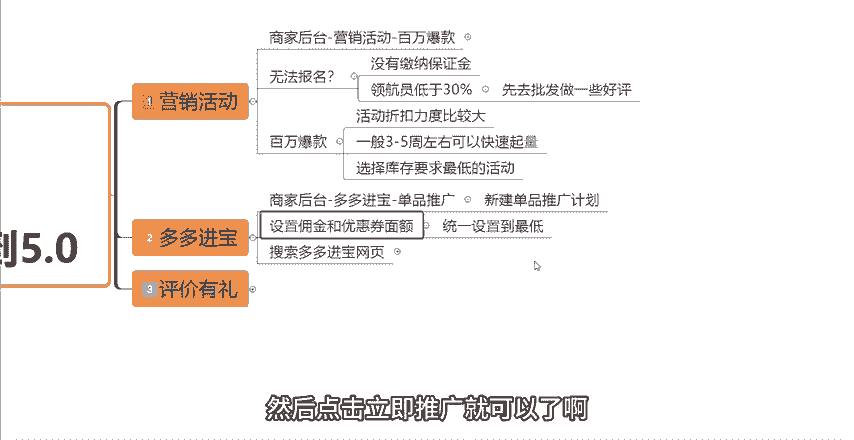 到5.0
1 营销活动
商家后台-营销活动-百万爆款
无法报名？
没有缴纳保证金
领航员低于30%
先去批发做一些好评
百万爆款
活动折扣力度比较大
一般3-5周左右可以快速起量
选择库存要求最低的活动
2 多多进宝
商家后台-多多进宝-单品推广
新建单品推广计划
设置佣金和优惠券面额
统一设置到最低
搜索多多进宝网页
3 评价有礼
然后点击立即推广就可以了啊